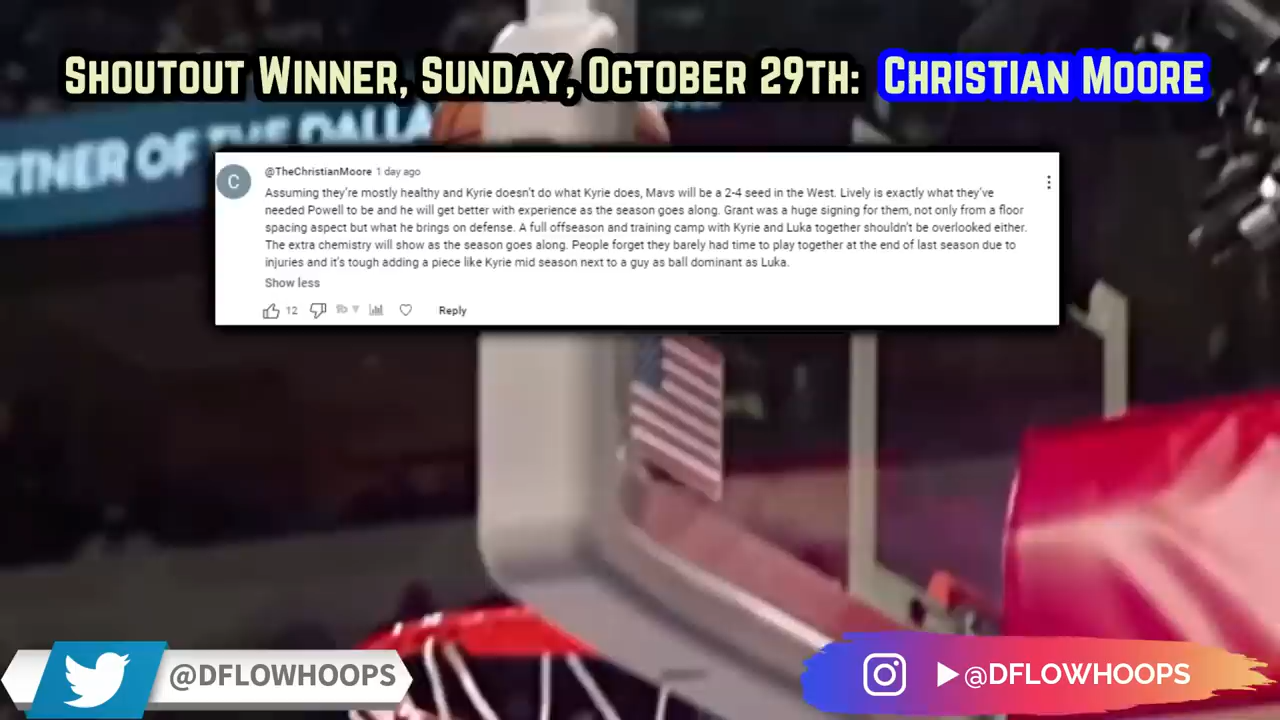 SHOUTOUT WINNER, SUNDAY, OCTOBER 29TH: CHRISTIAN MOORE
RTNER OF THE DALLA
C
@TheChristianMoore 1 day ago
Assuming they're mostly healthy and Kyrie doesn't do what Kyrie does, Mavs will be a 2-4 seed in the West. Lively is exactly what they've
needed Powell to be and he will get better with experience as the season goes along. Grant was a huge signing for them, not only from a floor
spacing aspect but what he brings on defense. A full offseason and training camp with Kyrie and Luka together shouldn't be overlooked either.
The extra chemistry will show as the season goes along. People forget they barely had time to play together at the end of last season due to
injuries and it's tough adding a piece like Kyrie mid season next to a guy as ball dominant as Luka.
Show less
12 Reply
@DFLOWHOOPS
@DFLOWHOOPS